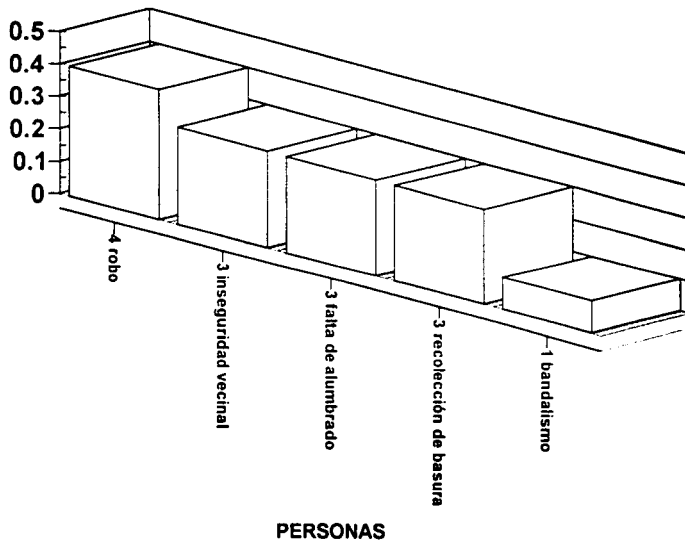 0.5
0.4
0.3
0.2
0.1
0
4 robo
3 inseguridad vecinal
3 falta de alumbrado
3 recolección de basura
1 bandalismo
PERSONAS